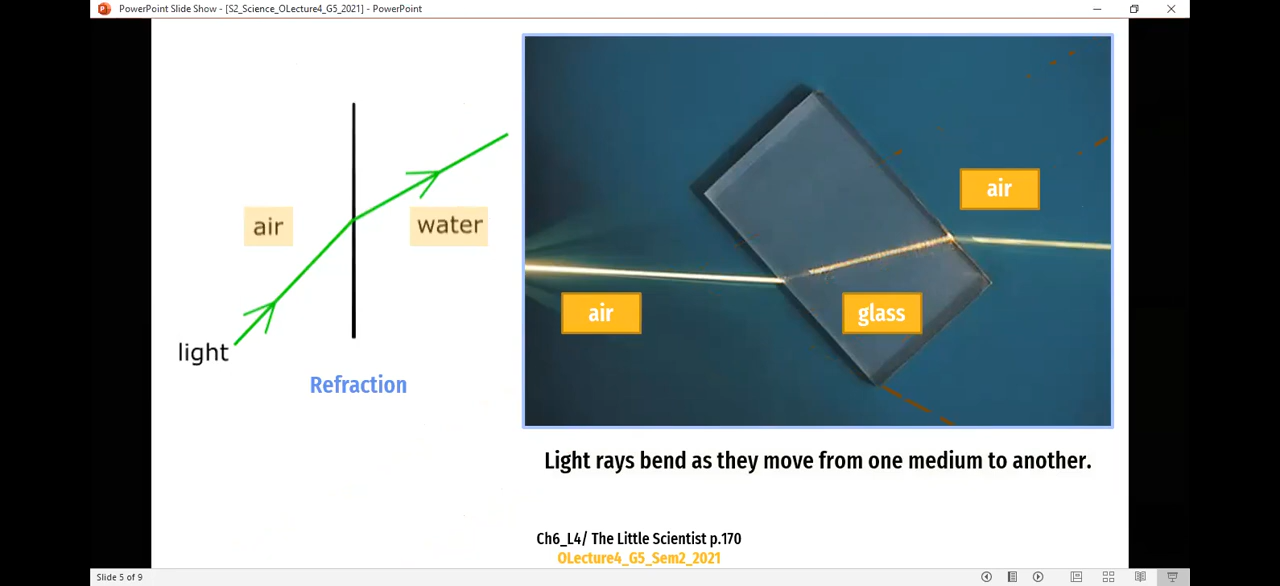 PowerPoint Slide Show - [S2_Science_OLecture4_G5_2021] - PowerPoint
air
water
light
Refraction
air
air
glass
Light rays bend as they move from one medium to another.
Ch6_L4/ The Little Scientist p.170
OLecture4_G5_Sem2_2021
Slide 5 of 9